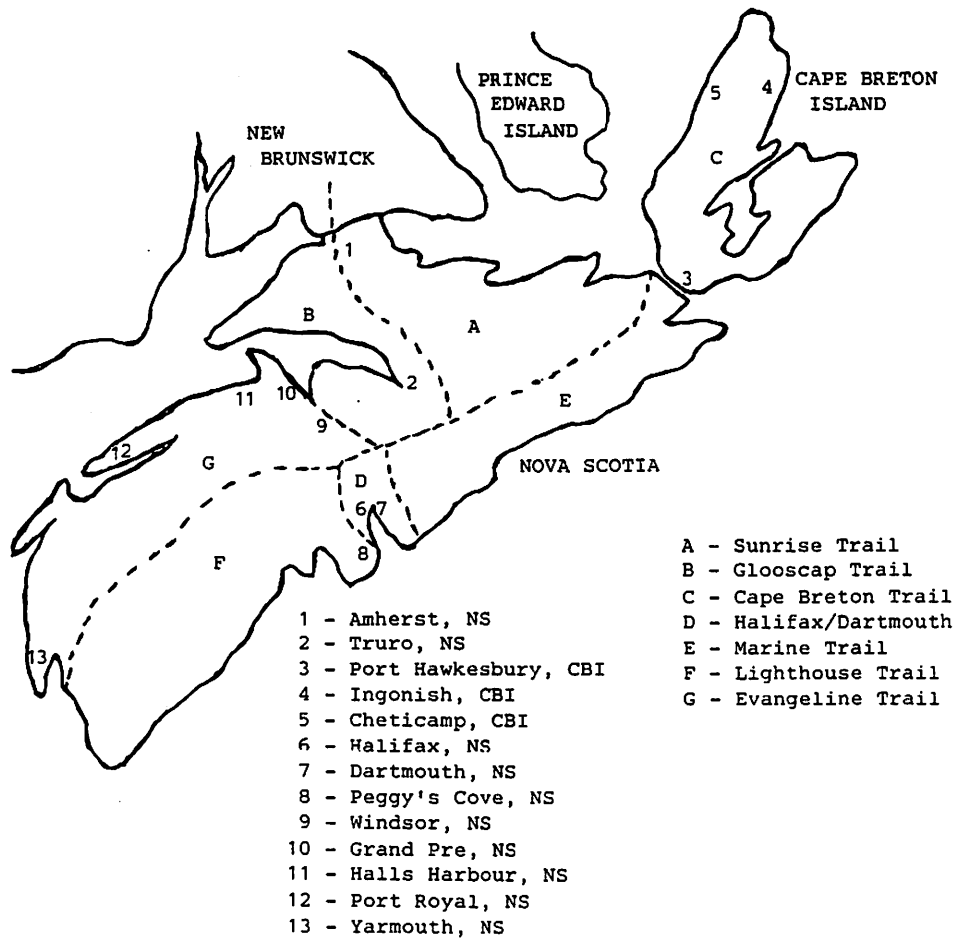 PRINCE
EDWARD
ISLAND
CAPE BRETON
ISLAND
NEW
BRUNSWICK
5
4
C
1
3
B
A
2
11
10
E
9
12
G
D
NOVA SCOTIA
6 7
8
F
13
A - Sunrise Trail
B - Glooscap Trail
C - Cape Breton Trail
D - Halifax/Dartmouth
E - Marine Trail
F - Lighthouse Trail
G - Evangeline Trail
1 - Amherst, NS
2 - Truro, NS
3 - Port Hawkesbury, CBI
4 - Ingonish, CBI
5 - Cheticamp, CBI
6 - Halifax, NS
7 - Dartmouth, NS
8 - Peggy's Cove, NS
9 - Windsor, NS
10 - Grand Pre, NS
11 - Halls Harbour, NS
12 - Port Royal, NS
13 - Yarmouth, NS